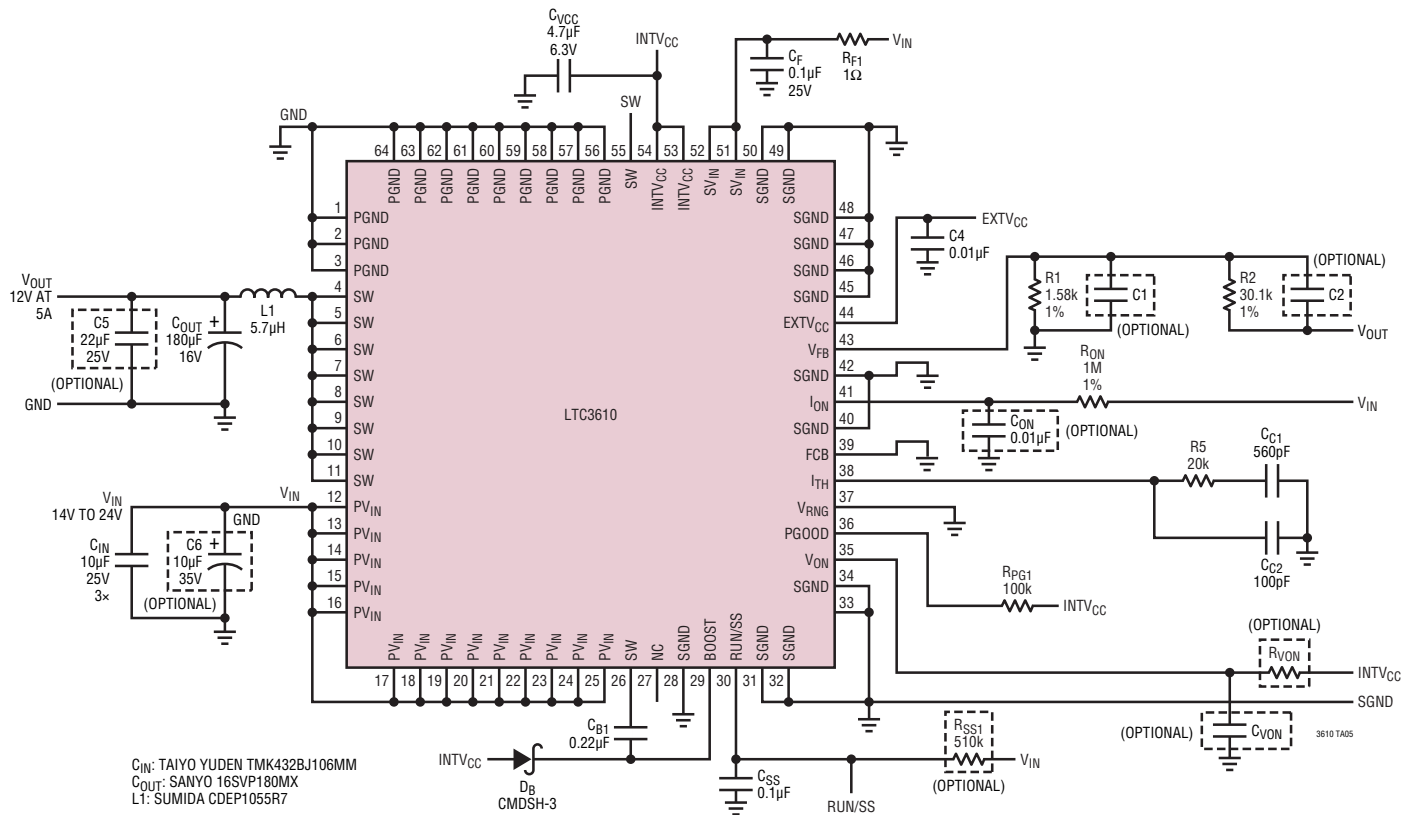 CVCC
4.7µF
6.3V
INTVCC
CF
0.1µF
25V
RF1
1Ω
VIN
SW
GND
64 63 62 61 60 59 58 57 56 55 54 53 52 51 50 49
PGND PGND PGND PGND PGND PGND PGND PGND PGND SW INTVCC INTVCC SVIN SVIN SGND SGND
1 PGND
2 PGND
3 PGND
4 SW
5 SW
6 SW
7 SW
8 SW
9 SW
10 SW
11 SW
12 PVIN
13 PVIN
14 PVIN
15 PVIN
16 PVIN
LTC3610
SGND 48
SGND 47
SGND 46
SGND 45
EXTVCC 44
VFB 43
SGND 42
ION 41
SGND 40
FCB 39
ITH 38
VRNG 37
PGOOD 36
VON 35
SGND 34
33
PVIN PVIN PVIN PVIN PVIN PVIN PVIN PVIN PVIN SW NC SGND BOOST RUN/SS SGND SGND
17 18 19 20 21 22 23 24 25 26 27 28 29 30 31 32
VOUT
12V AT
5A
C5
22µF
25V
(OPTIONAL)
COUT
180µF
16V
+
L1
5.7µH
GND
VIN
14V TO 24V
VIN
GND
CIN
10µF
25V
3×
C6
10µF
35V
+
(OPTIONAL)
EXTVCC
C4
0.01µF
R1
1.58k
1%
C1
(OPTIONAL)
R2
30.1k
1%
(OPTIONAL)
C2
VOUT
RON
1M
1%
VIN
CON
0.01µF
(OPTIONAL)
R5
20k
CC1
560pF
CC2
100pF
RPG1
100k
INTVCC
(OPTIONAL)
RVON
INTVCC
SGND
(OPTIONAL)
CVON
3610 TA05
CB1
0.22µF
INTVCC
DB
CMDSH-3
CSS
0.1µF
RUN/SS
RSS1
510k
(OPTIONAL)
VIN
CIN: TAIYO YUDEN TMK432BJ106MM
COUT: SANYO 16SVP180MX
L1: SUMIDA CDEP1055R7